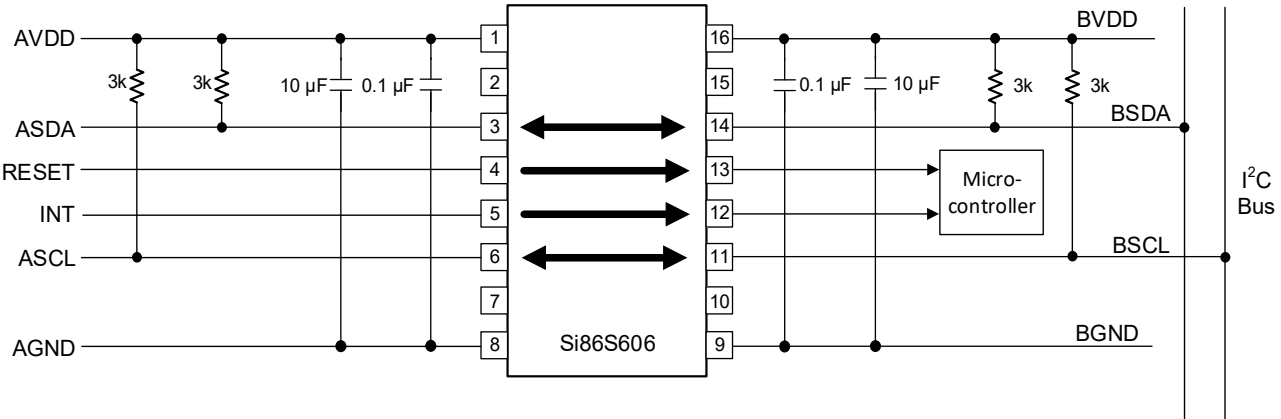 AVDD
3k
3k
10 µF
0.1 µF
ASDA
RESET
INT
ASCL
AGND
1
2
3
4
5
6
7
8
Si86S606
16
15
14
13
12
11
10
9
BVDD
0.1 µF
10 µF
3k
3k
BSDA
Micro-
controller
BSCL
BGND
I²C
Bus